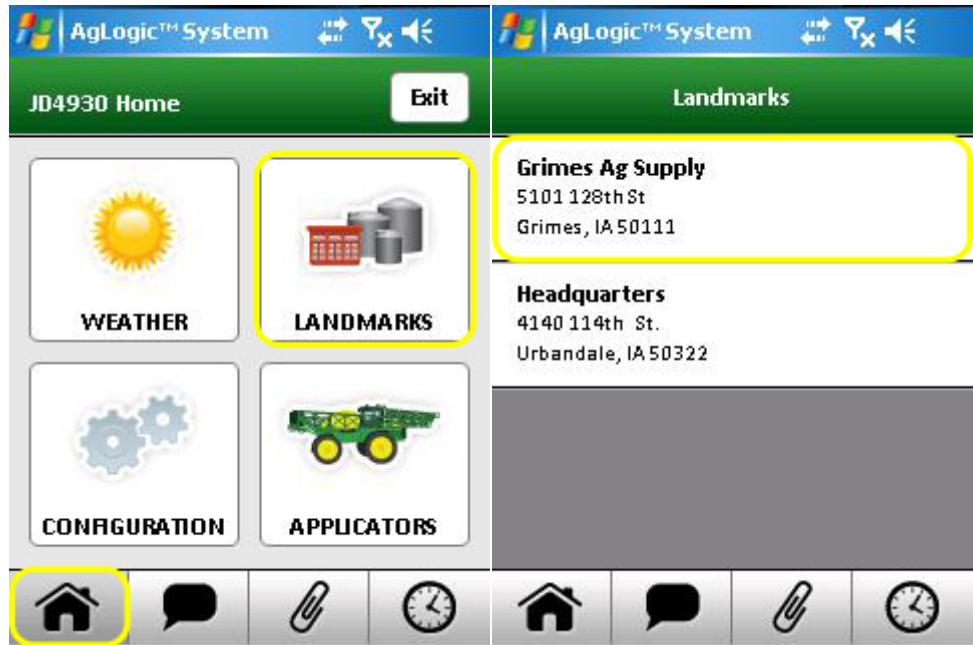 AgLogic™ System
JD4930 Home
Exit
WEATHER
LANDMARKS
CONFIGURATION
APPLICATORS
AgLogic™ System
Landmarks
Grimes Ag Supply
5101 128th St
Grimes, IA 50111
Headquarters
4140 114th St.
Urbandale, IA 50322